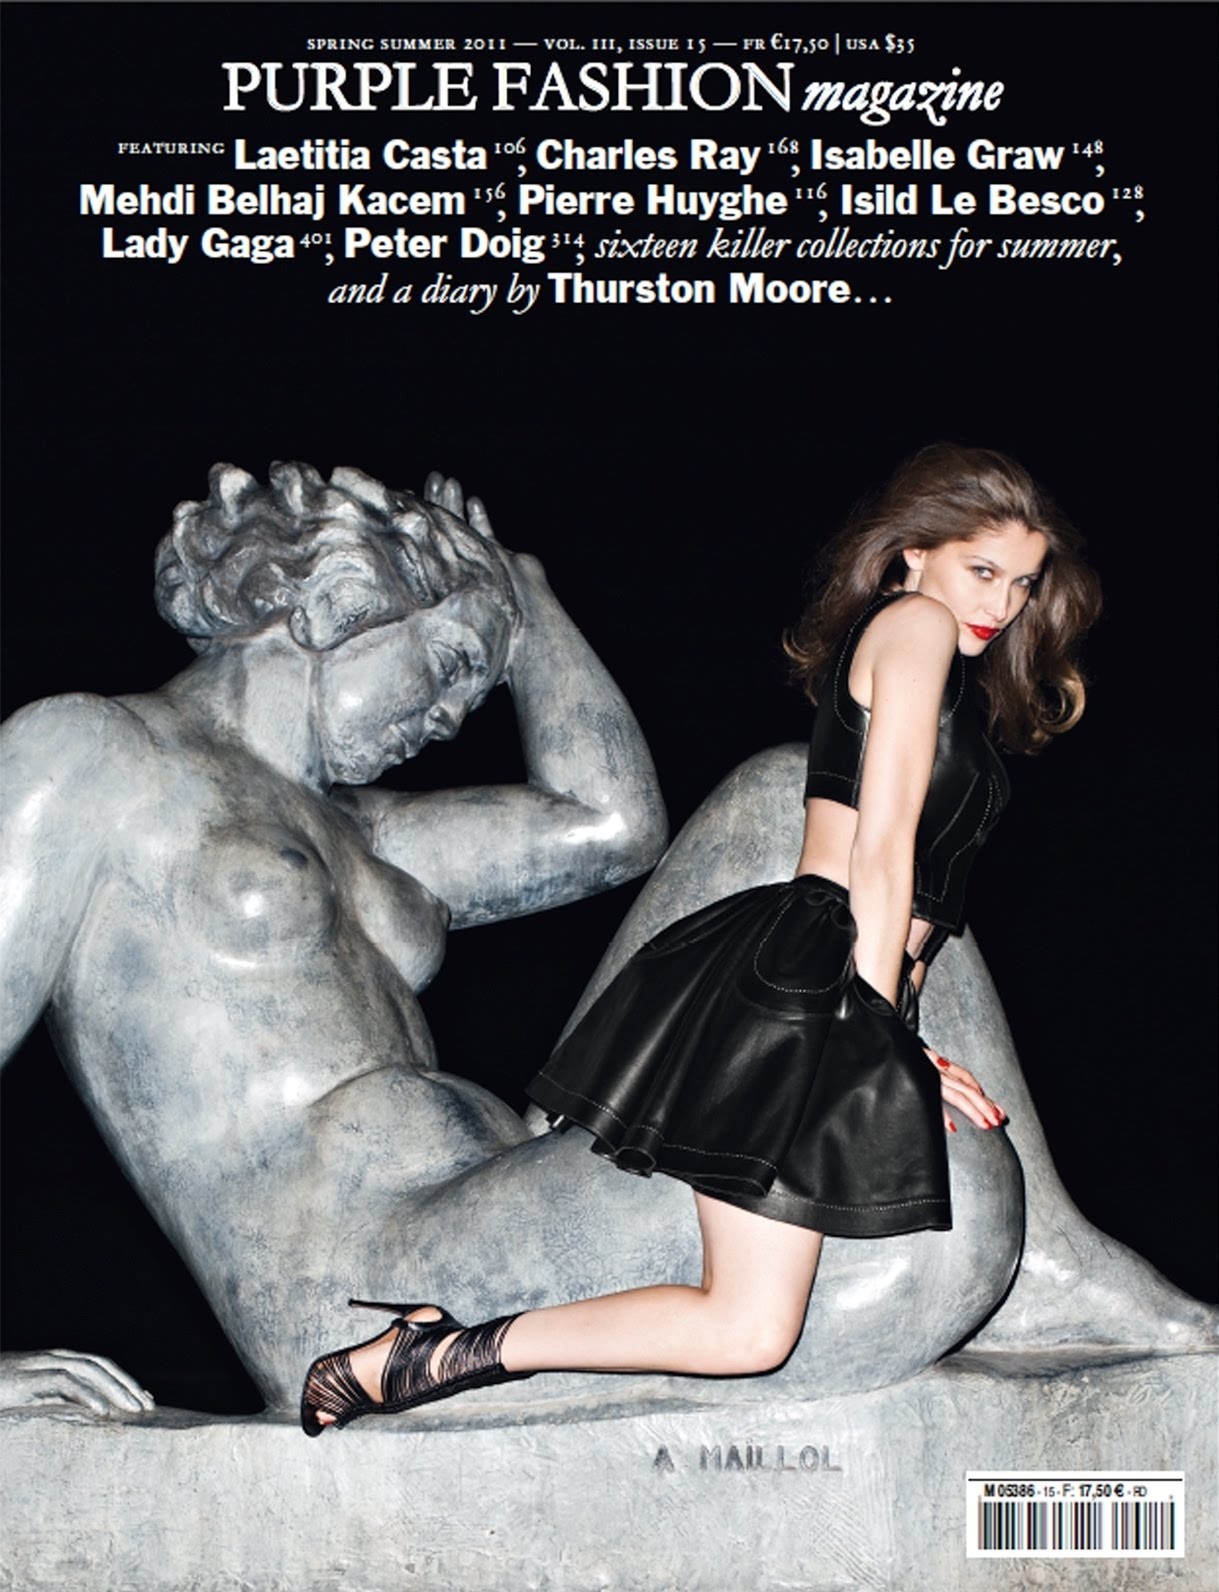 SPRING SUMMER 2011 — VOL. III, ISSUE 15 — FR €17,50 | USA $35
PURPLE FASHION magazine
FEATURING Laetitia Casta 106, Charles Ray 168, Isabelle Graw 148,
Mehdi Belhaj Kacem 156, Pierre Huyghe 116, Isild Le Besco 128,
Lady Gaga 401, Peter Doig 314, sixteen killer collections for summer,
and a diary by Thurston Moore...
A MAILLOL
M 05386 - 15 - F: 17,50 € - RD